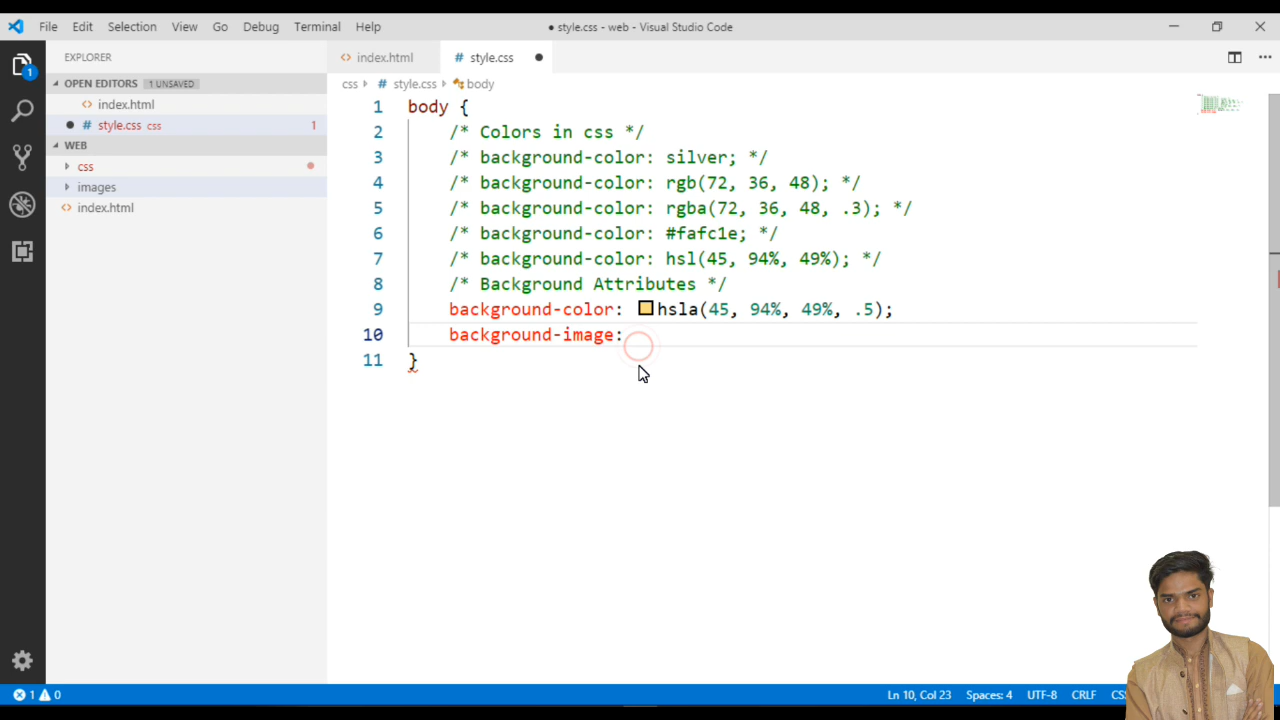 File Edit Selection View Go Debug Terminal Help
● style.css - web - Visual Studio Code
EXPLORER
OPEN EDITORS 1 UNSAVED
<> index.html
● # style.css css 1
WEB
css
images
<> index.html
<> index.html
# style.css ●
css # style.css body
1 body {
2 /* Colors in css */
3 /* background-color: silver; */
4 /* background-color: rgb(72, 36, 48); */
5 /* background-color: rgba(72, 36, 48, .3); */
6 /* background-color: #fafc1e; */
7 /* background-color: hsl(45, 94%, 49%); */
8 /* Background Attributes */
9 background-color: hsla(45, 94%, 49%, .5);
10 background-image:
11 }
1
1 0
Ln 10, Col 23 Spaces: 4 UTF-8 CRLF